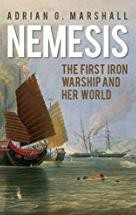 ADRIAN G. MARSHALL
NEMESIS
THE FIRST IRON
WARSHIP AND
HER WORLD